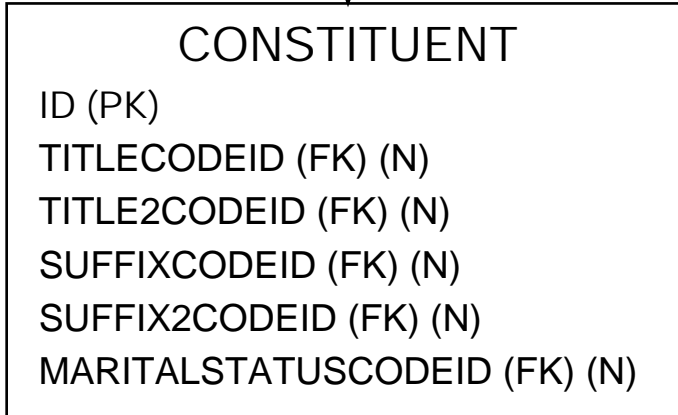 CONSTITUENT
ID (PK)
TITLECODEID (FK) (N)
TITLE2CODEID (FK) (N)
SUFFIXCODEID (FK) (N)
SUFFIX2CODEID (FK) (N)
MARITALSTATUSCODEID (FK) (N)